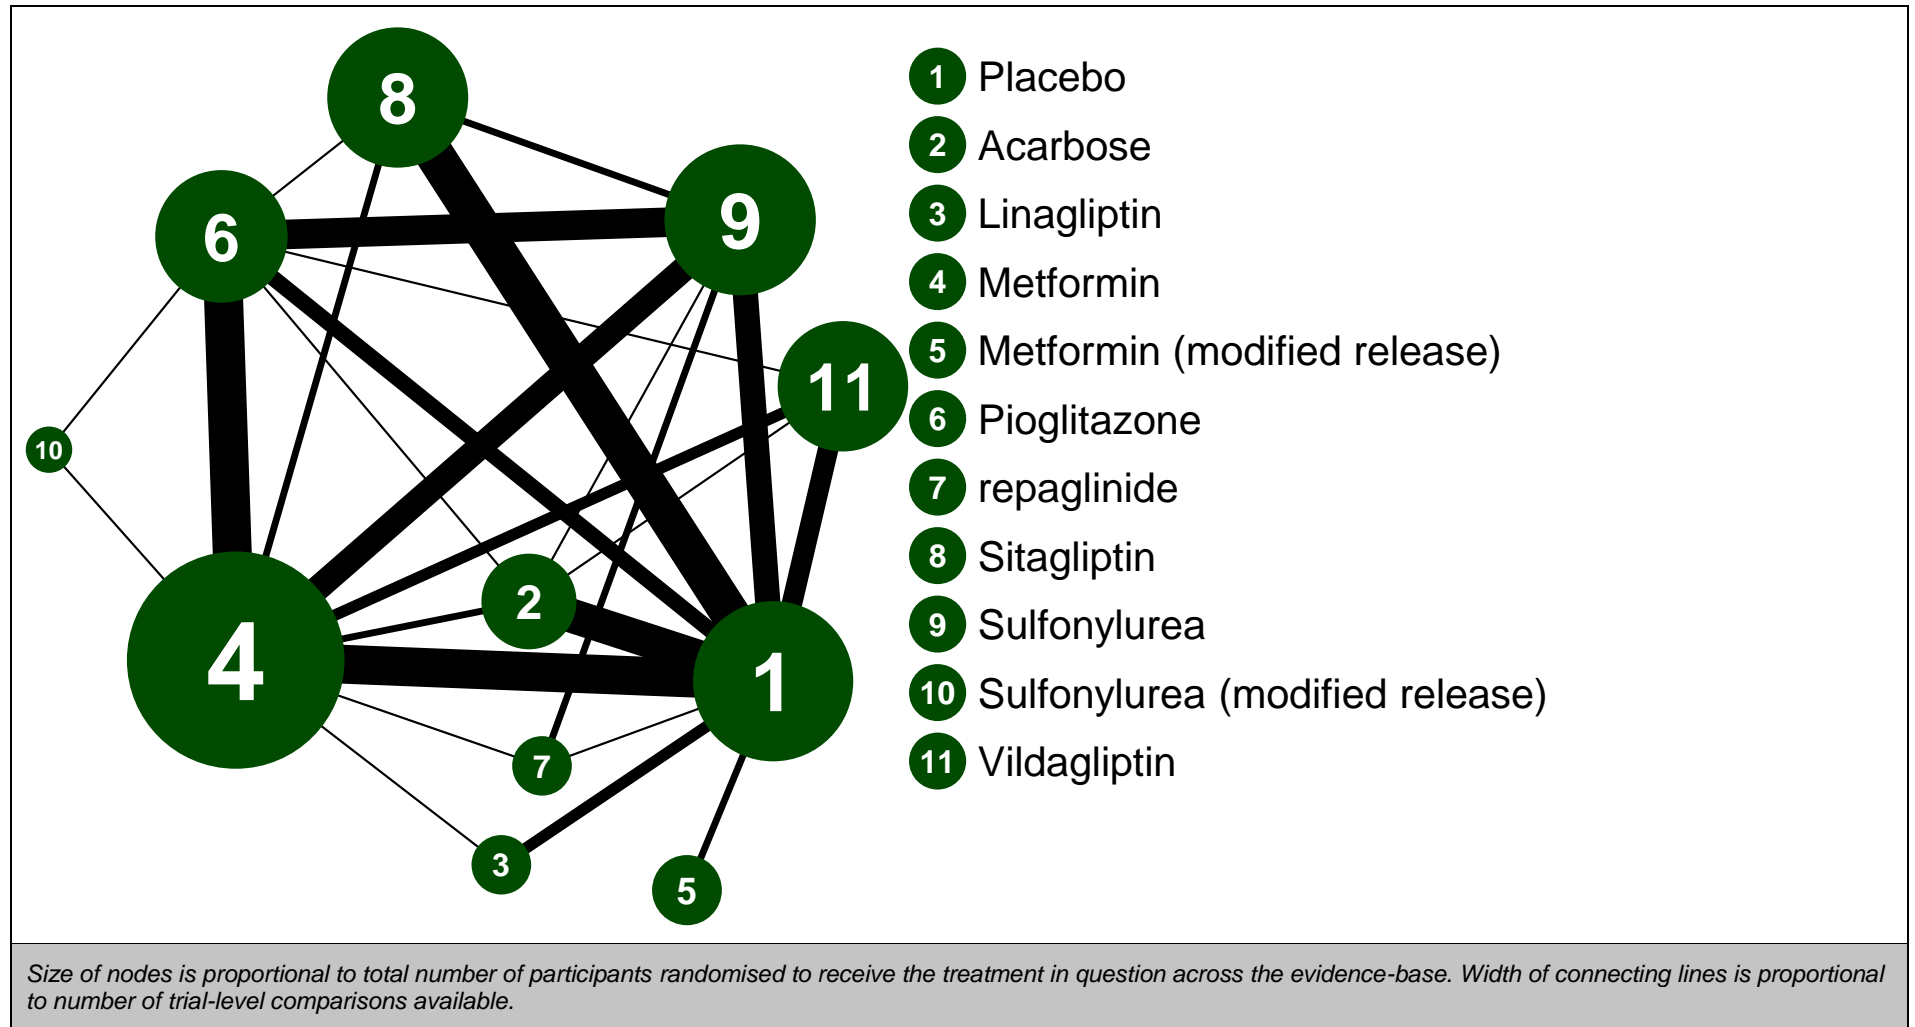 8
9
6
11
10
2
4
1
7
3
5
1 Placebo
2 Acarbose
3 Linagliptin
4 Metformin
5 Metformin (modified release)
6 Pioglitazone
7 repaglinide
8 Sitagliptin
9 Sulfonylurea
10 Sulfonylurea (modified release)
11 Vildagliptin
Size of nodes is proportional to total number of participants randomised to receive the treatment in question across the evidence-base. Width of connecting lines is proportional
to number of trial-level comparisons available.